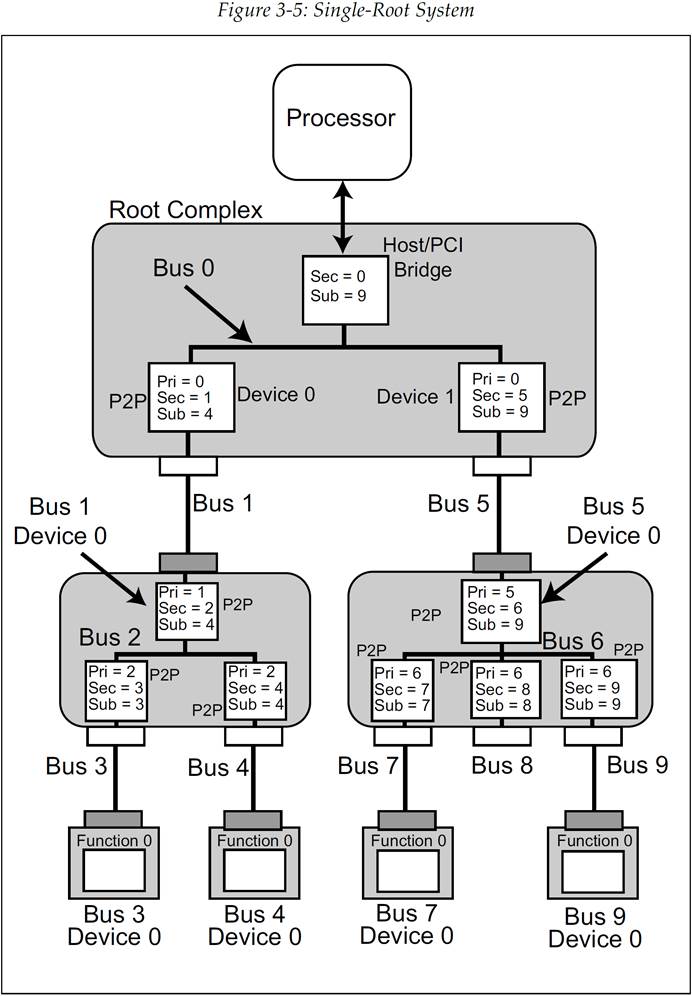 Figure 3-5: Single-Root System
Processor
Root Complex
Host/PCI
Bridge
Sec = 0
Sub = 9
Bus 0
Pri = 0
Sec = 1
Sub = 4
P2P
Device 0
Device 1
Pri = 0
Sec = 5
Sub = 9
P2P
Bus 1
Bus 5
Bus 1
Device 0
Bus 5
Device 0
Pri = 1
Sec = 2
Sub = 4
P2P
Bus 2
Pri = 2
Sec = 3
Sub = 3
P2P
Pri = 2
Sec = 4
Sub = 4
P2P
Pri = 5
Sec = 6
Sub = 9
P2P
Bus 6
P2P
Pri = 6
Sec = 7
Sub = 7
P2P
Pri = 6
Sec = 8
Sub = 8
P2P
Pri = 6
Sec = 9
Sub = 9
Bus 3
Bus 4
Bus 7
Bus 8
Bus 9
Function 0
Function 0
Function 0
Function 0
Bus 3
Device 0
Bus 4
Device 0
Bus 7
Device 0
Bus 9
Device 0